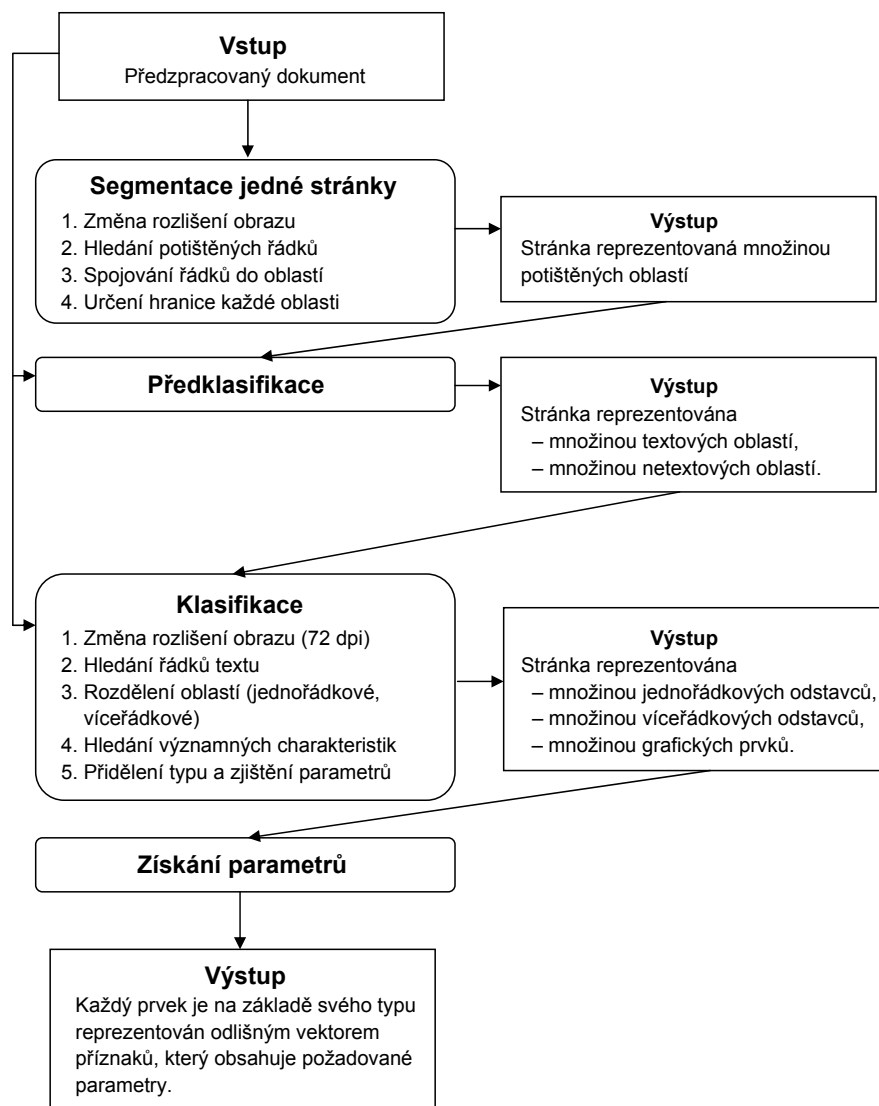 Vstup
Předzpracovaný dokument
Segmentace jedné stránky
1. Změna rozlišení obrazu
2. Hledání potištěných řádků
3. Spojování řádků do oblastí
4. Určení hranice každé oblasti
Výstup
Stránka reprezentovaná množinou
potištěných oblastí
Předklasifikace
Výstup
Stránka reprezentována
– množinou textových oblastí,
– množinou netextových oblastí.
Klasifikace
1. Změna rozlišení obrazu (72 dpi)
2. Hledání řádků textu
3. Rozdělení oblastí (jednořádkové,
víceřádkové)
4. Hledání významných charakteristik
5. Přidělení typu a zjištění parametrů
Výstup
Stránka reprezentována
– množinou jednořádkových odstavců,
– množinou víceřádkových odstavců,
– množinou grafických prvků.
Získání parametrů
Výstup
Každý prvek je na základě svého typu
reprezentován odlišným vektorem
příznaků, který obsahuje požadované
parametry.